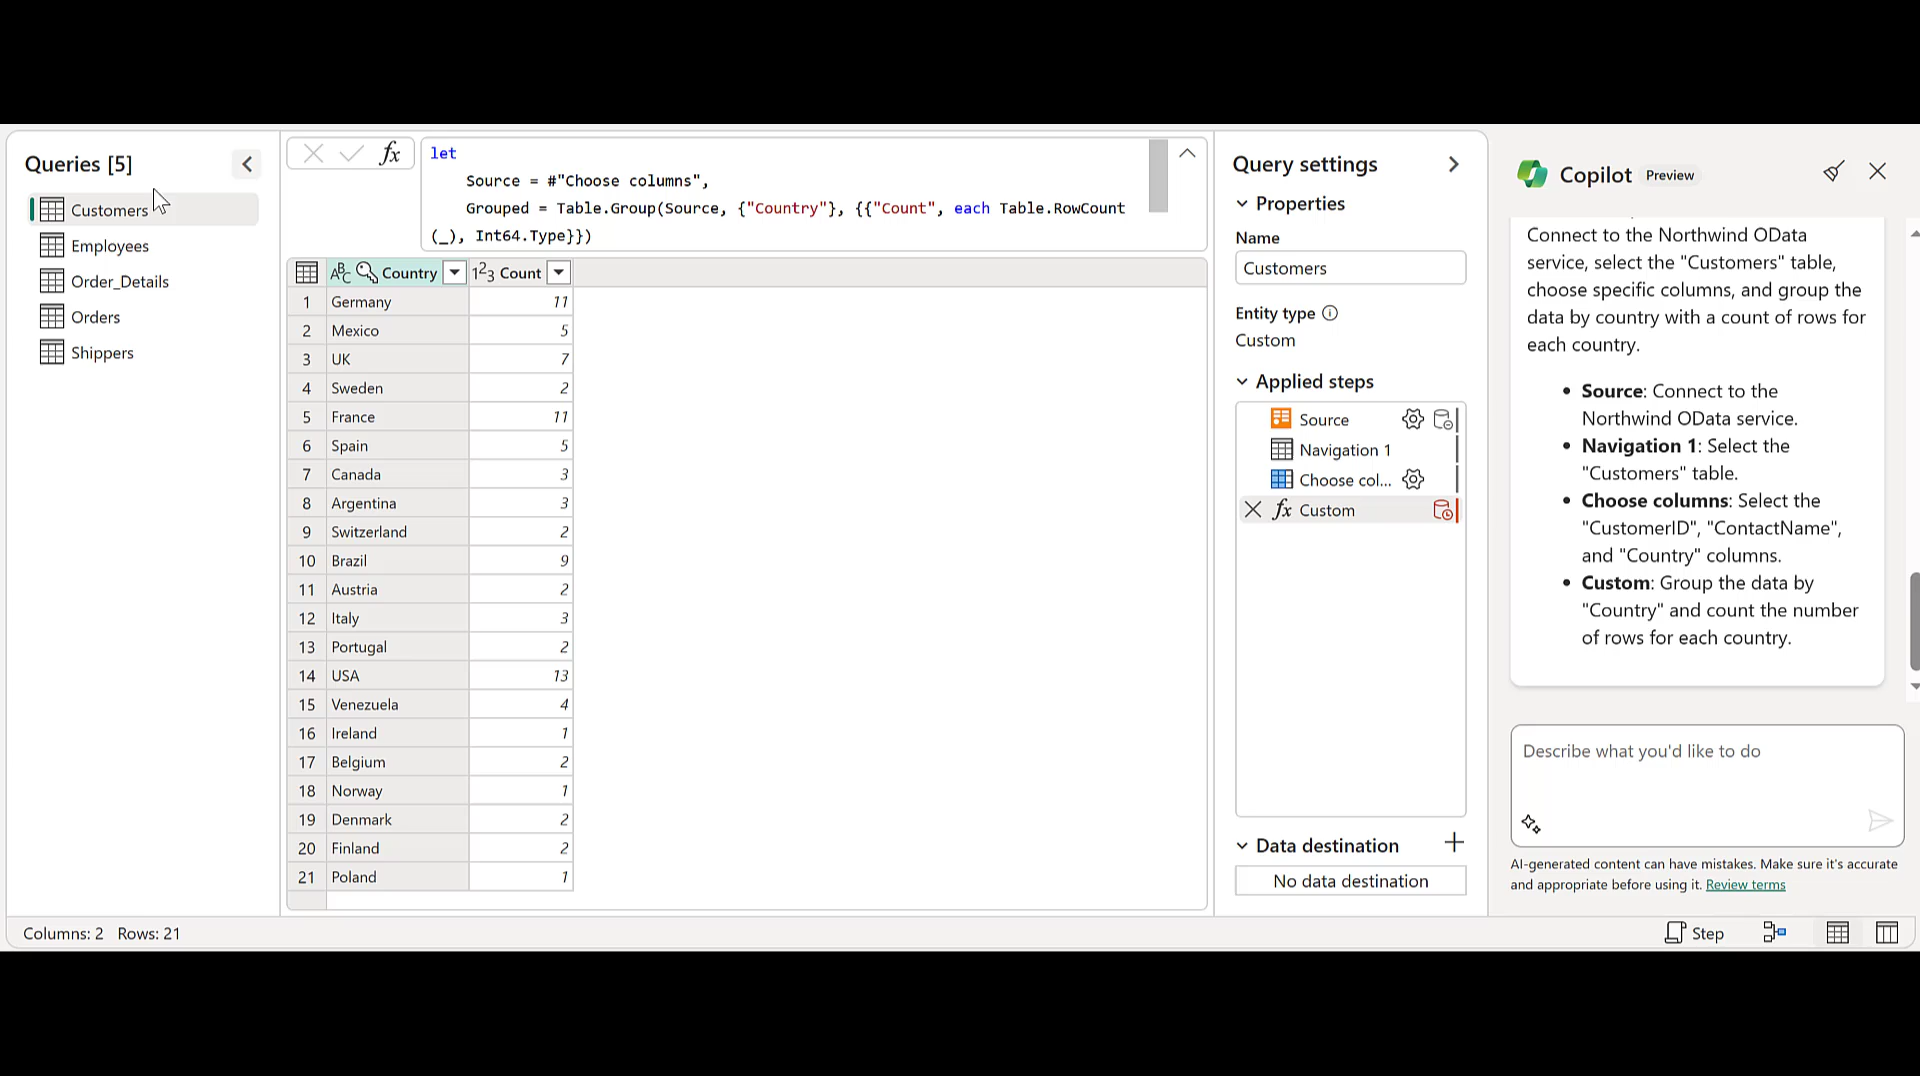 Queries [5]
Customers
Employees
Order_Details
Orders
Shippers
fx
let
Source = #"Choose columns",
Grouped = Table.Group(Source, {"Country"}, {{"Count", each Table.RowCount
(_), Int64.Type}})
ABC Country 123 Count
1 Germany 11
2 Mexico 5
3 UK 7
4 Sweden 2
5 France 11
6 Spain 5
7 Canada 3
8 Argentina 3
9 Switzerland 2
10 Brazil 9
11 Austria 2
12 Italy 3
13 Portugal 2
14 USA 13
15 Venezuela 4
16 Ireland 1
17 Belgium 2
18 Norway 1
19 Denmark 2
20 Finland 2
21 Poland 1
Query settings
Properties
Name
Customers
Entity type
Custom
Applied steps
Source
Navigation 1
Choose col...
fx Custom
Data destination
No data destination
Copilot Preview
Connect to the Northwind OData
service, select the "Customers" table,
choose specific columns, and group the
data by country with a count of rows for
each country.
• Source: Connect to the
Northwind OData service.
• Navigation 1: Select the
"Customers" table.
• Choose columns: Select the
"CustomerID", "ContactName",
and "Country" columns.
• Custom: Group the data by
"Country" and count the number
of rows for each country.
Describe what you'd like to do
AI-generated content can have mistakes. Make sure it's accurate
and appropriate before using it. Review terms
Columns: 2 Rows: 21
Step